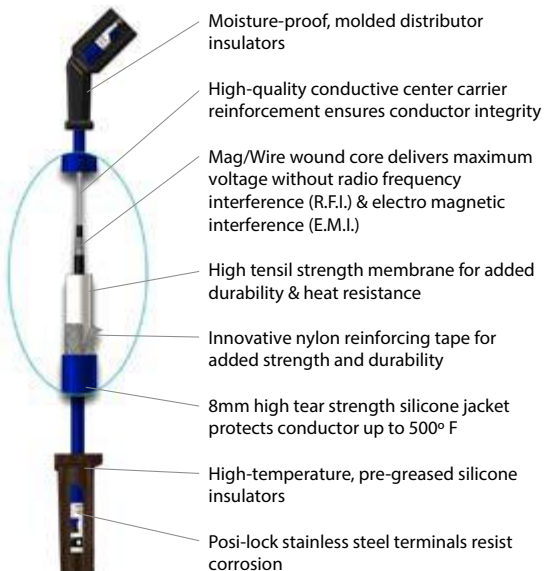 Moisture-proof, molded distributor
insulators
High-quality conductive center carrier
reinforcement ensures conductor integrity
Mag/Wire wound core delivers maximum
voltage without radio frequency
interference (R.F.I.) & electro magnetic
interference (E.M.I.)
High tensil strength membrane for added
durability & heat resistance
Innovative nylon reinforcing tape for
added strength and durability
8mm high tear strength silicone jacket
protects conductor up to 500º F
High-temperature, pre-greased silicone
insulators
Posi-lock stainless steel terminals resist
corrosion